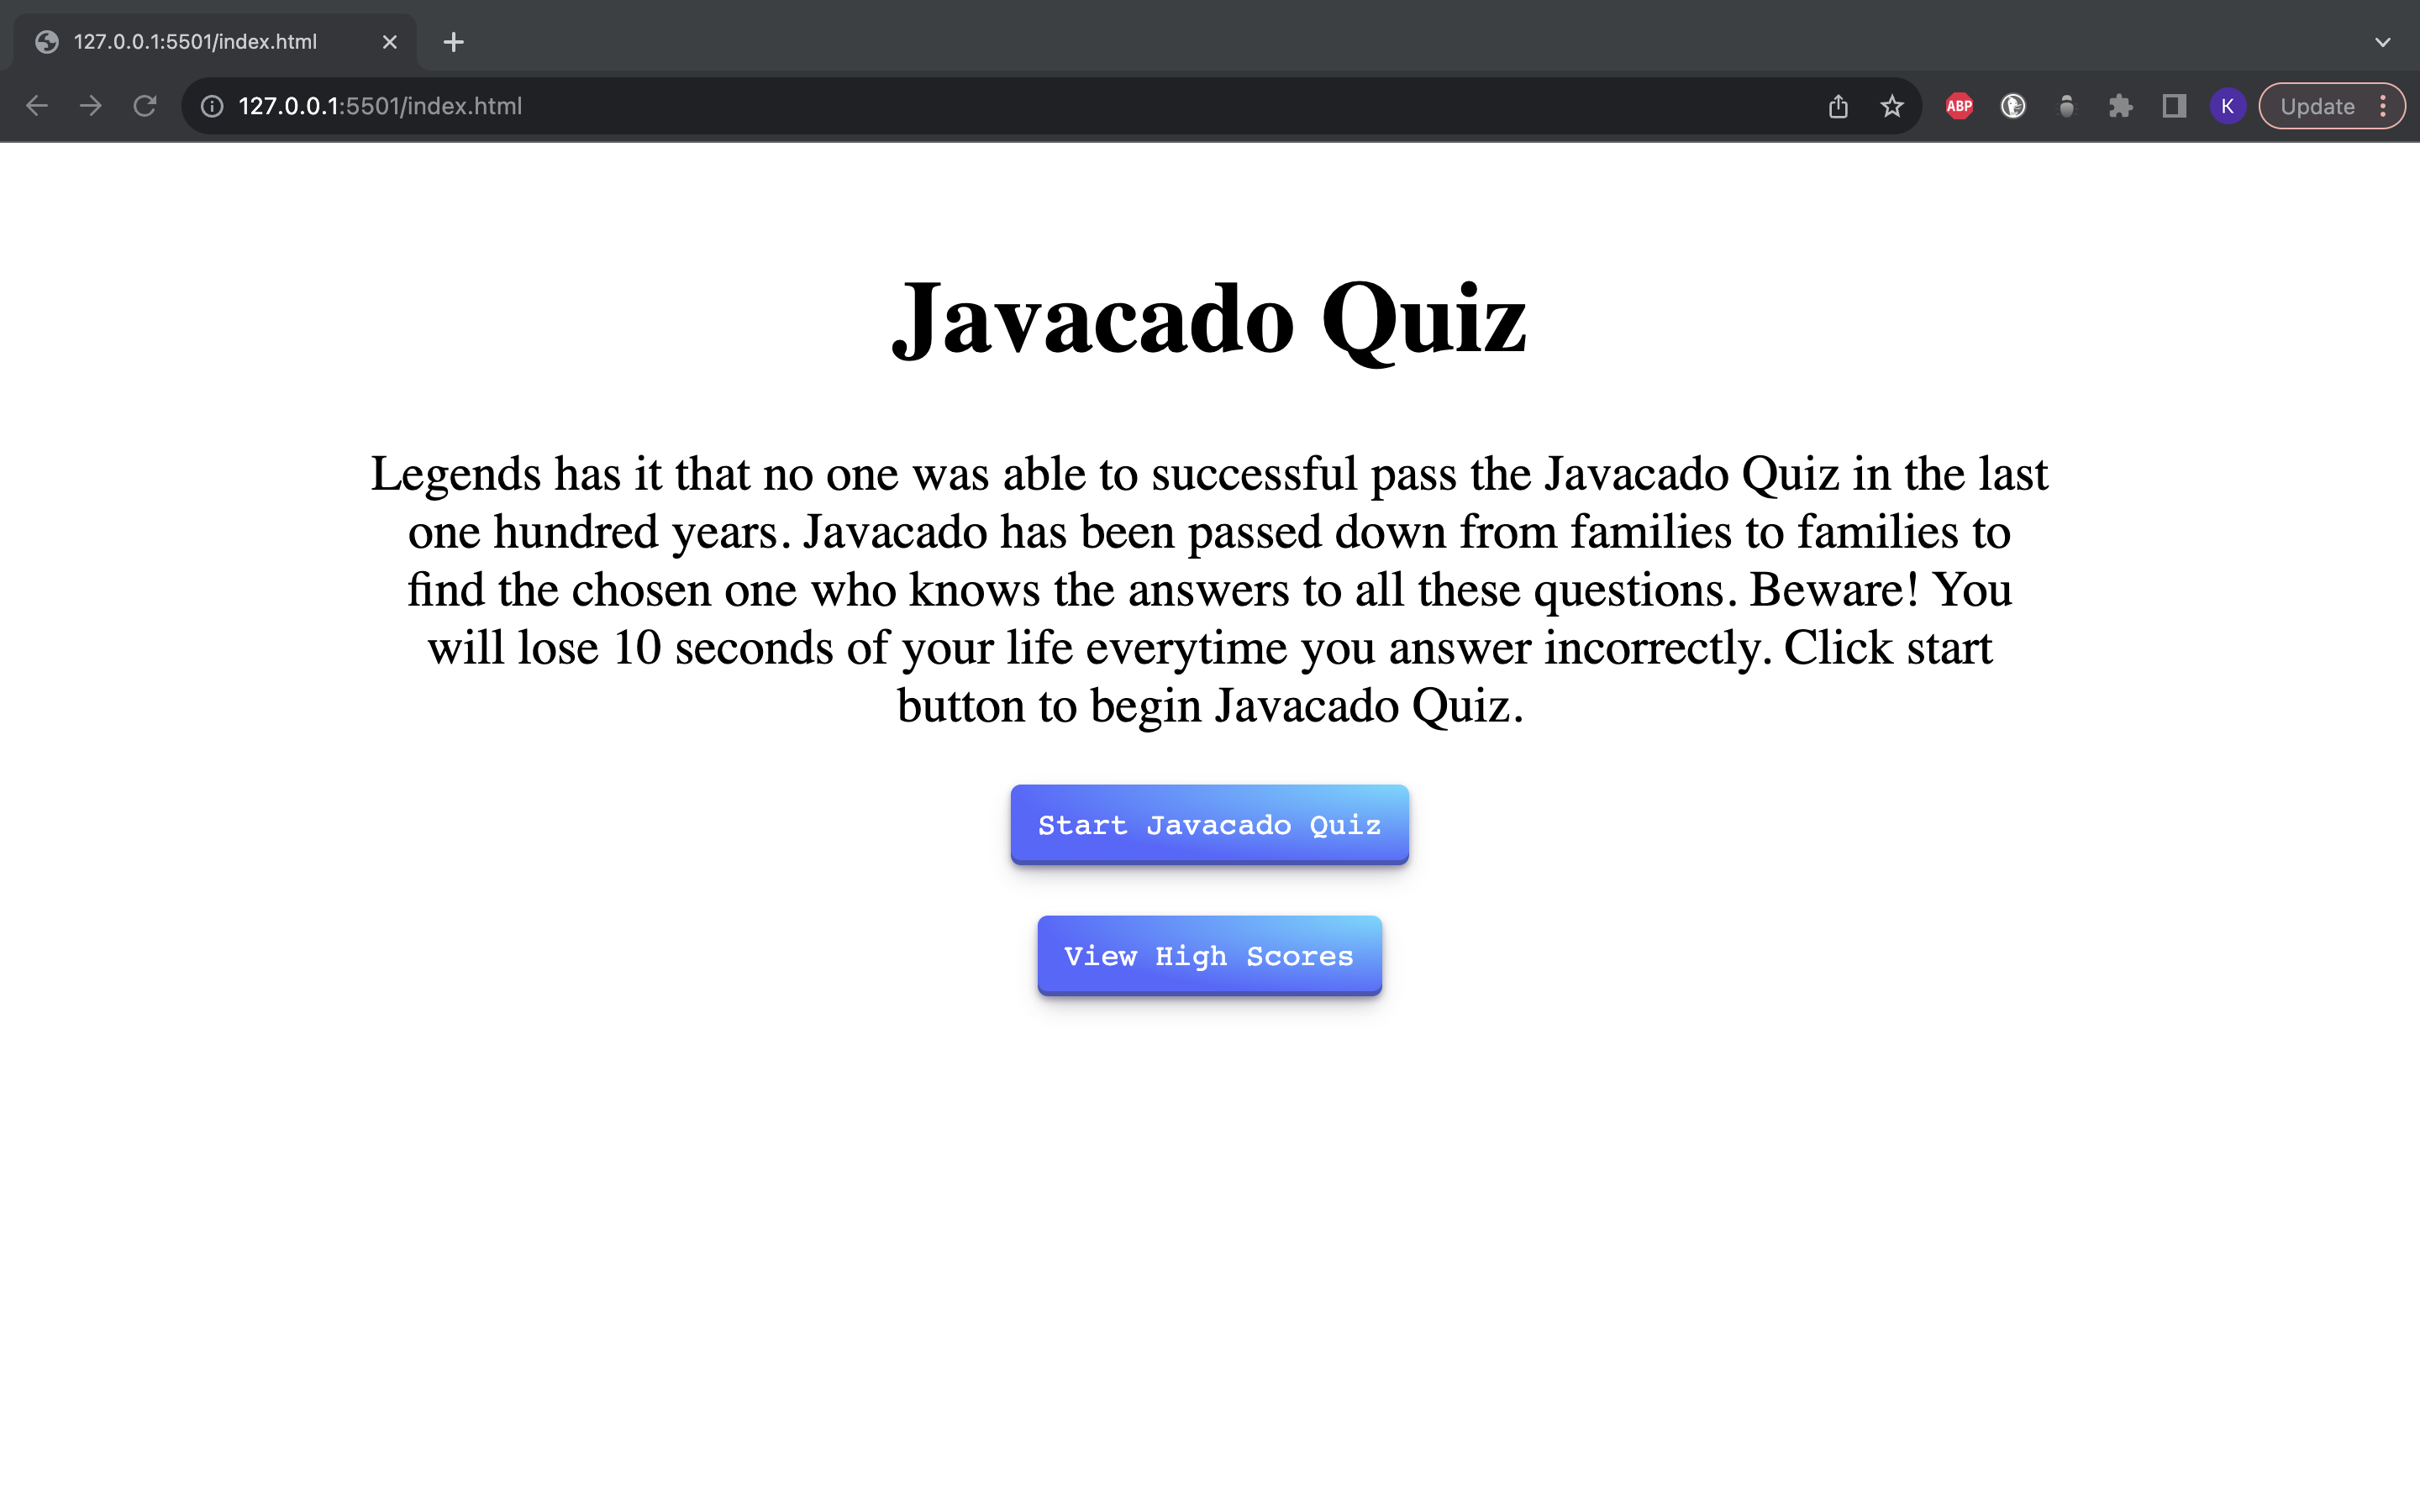 127.0.0.1:5501/index.html
127.0.0.1:5501/index.html
ABP
K
Update
Javacado Quiz
Legends has it that no one was able to successful pass the Javacado Quiz in the last
one hundred years. Javacado has been passed down from families to families to
find the chosen one who knows the answers to all these questions. Beware! You
will lose 10 seconds of your life everytime you answer incorrectly. Click start
button to begin Javacado Quiz.
Start Javacado Quiz
View High Scores